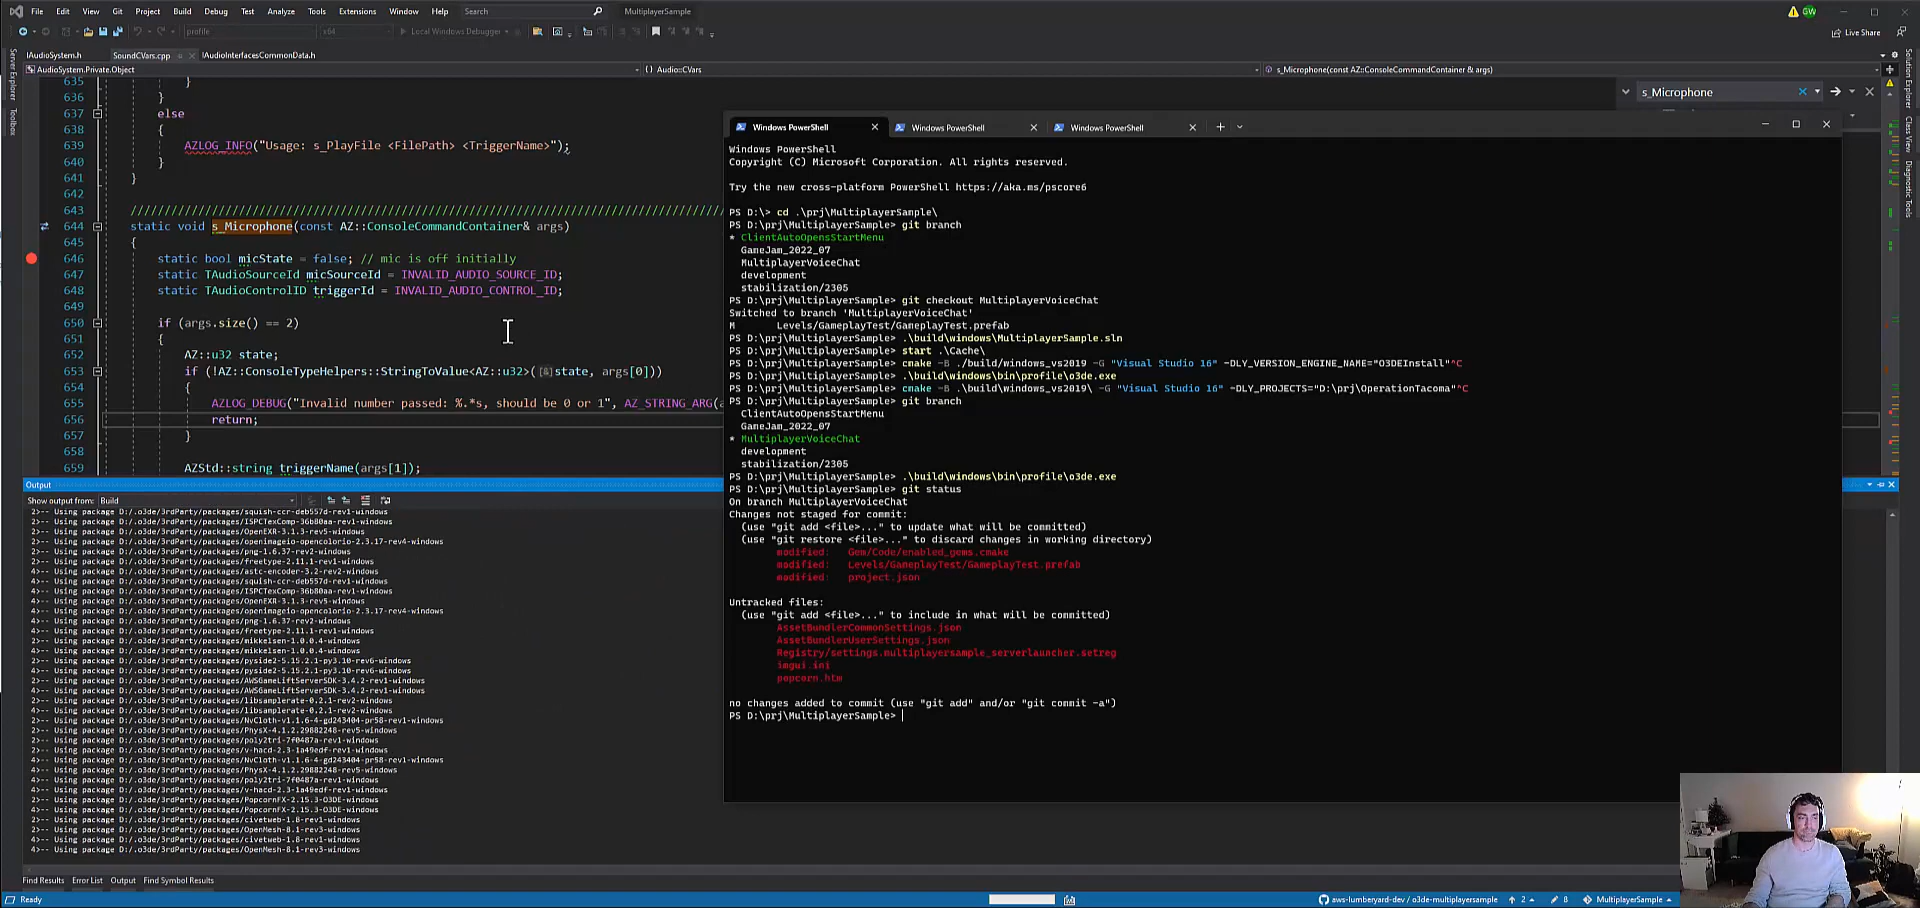 File Edit View Git Project Build Debug Test Analyze Tools Extensions Window Help Search MultiplayerSample GW
profile x64 Local Windows Debugger Live Share
IAudioSystem.h SoundCVars.cpp IAudioInterfacesCommonData.h
AudioSystem.Private.Object {} Audio::CVars s_Microphone(const AZ::ConsoleCommandContainer & args)
Server Explorer
Toolbox
Solution Explorer
Class View
Diagnostic Tools
s_Microphone
635 }
636 }
637 else
638 {
639 AZLOG_INFO("Usage: s_PlayFile <FilePath> <TriggerName>");
640 }
641 }
642
643 ////////////////////////////////////////////////////////////////////////////////////////
644 static void s_Microphone(const AZ::ConsoleCommandContainer& args)
645 {
646 static bool micState = false; // mic is off initially
647 static TAudioSourceId micSourceId = INVALID_AUDIO_SOURCE_ID;
648 static TAudioControlID triggerId = INVALID_AUDIO_CONTROL_ID;
649
650 if (args.size() == 2)
651 {
652 AZ::u32 state;
653 if (!AZ::ConsoleTypeHelpers::StringToValue<AZ::u32>([&]state, args[0]))
654 {
655 AZLOG_DEBUG("Invalid number passed: %.*s, should be 0 or 1", AZ_STRING_ARG(a
656 return;
657 }
658
659 AZStd::string triggerName(args[1]);
Output
Show output from: Build
2>-- Using package D:/.o3de/3rdParty/packages/squish-ccr-deb557d-rev1-windows
2>-- Using package D:/.o3de/3rdParty/packages/ISPCTexComp-36b80aa-rev1-windows
2>-- Using package D:/.o3de/3rdParty/packages/OpenEXR-3.1.3-rev5-windows
2>-- Using package D:/.o3de/3rdParty/packages/openimageio-opencolorio-2.3.17-rev4-windows
2>-- Using package D:/.o3de/3rdParty/packages/png-1.6.37-rev2-windows
2>-- Using package D:/.o3de/3rdParty/packages/freetype-2.11.1-rev1-windows
4>-- Using package D:/.o3de/3rdParty/packages/astc-encoder-3.2-rev2-windows
4>-- Using package D:/.o3de/3rdParty/packages/squish-ccr-deb557d-rev1-windows
4>-- Using package D:/.o3de/3rdParty/packages/ISPCTexComp-36b80aa-rev1-windows
4>-- Using package D:/.o3de/3rdParty/packages/OpenEXR-3.1.3-rev5-windows
4>-- Using package D:/.o3de/3rdParty/packages/openimageio-opencolorio-2.3.17-rev4-windows
4>-- Using package D:/.o3de/3rdParty/packages/png-1.6.37-rev2-windows
4>-- Using package D:/.o3de/3rdParty/packages/freetype-2.11.1-rev1-windows
2>-- Using package D:/.o3de/3rdParty/packages/mikkelsen-1.0.0.4-windows
4>-- Using package D:/.o3de/3rdParty/packages/mikkelsen-1.0.0.4-windows
2>-- Using package D:/.o3de/3rdParty/packages/pyside2-5.15.2.1-py3.10-rev6-windows
4>-- Using package D:/.o3de/3rdParty/packages/pyside2-5.15.2.1-py3.10-rev6-windows
2>-- Using package D:/.o3de/3rdParty/packages/AWSGameLiftServerSDK-3.4.2-rev1-windows
4>-- Using package D:/.o3de/3rdParty/packages/AWSGameLiftServerSDK-3.4.2-rev1-windows
2>-- Using package D:/.o3de/3rdParty/packages/libsamplerate-0.2.1-rev2-windows
4>-- Using package D:/.o3de/3rdParty/packages/libsamplerate-0.2.1-rev2-windows
2>-- Using package D:/.o3de/3rdParty/packages/NvCloth-v1.1.6-4-gd243404-pr58-rev1-windows
2>-- Using package D:/.o3de/3rdParty/packages/PhysX-4.1.2.29882248-rev5-windows
2>-- Using package D:/.o3de/3rdParty/packages/poly2tri-7f0487a-rev1-windows
2>-- Using package D:/.o3de/3rdParty/packages/v-hacd-2.3-1a49edf-rev1-windows
4>-- Using package D:/.o3de/3rdParty/packages/NvCloth-v1.1.6-4-gd243404-pr58-rev1-windows
4>-- Using package D:/.o3de/3rdParty/packages/PhysX-4.1.2.29882248-rev5-windows
4>-- Using package D:/.o3de/3rdParty/packages/poly2tri-7f0487a-rev1-windows
4>-- Using package D:/.o3de/3rdParty/packages/v-hacd-2.3-1a49edf-rev1-windows
2>-- Using package D:/.o3de/3rdParty/packages/PopcornFX-2.15.3-O3DE-windows
4>-- Using package D:/.o3de/3rdParty/packages/PopcornFX-2.15.3-O3DE-windows
2>-- Using package D:/.o3de/3rdParty/packages/civetweb-1.8-rev1-windows
2>-- Using package D:/.o3de/3rdParty/packages/OpenMesh-8.1-rev3-windows
4>-- Using package D:/.o3de/3rdParty/packages/civetweb-1.8-rev1-windows
4>-- Using package D:/.o3de/3rdParty/packages/OpenMesh-8.1-rev3-windows
Find Results Error List Output Find Symbol Results
Ready aws-lumberyard-dev / o3de-multiplayersample 2 8 MultiplayerSample
Windows PowerShell Windows PowerShell Windows PowerShell
Windows PowerShell
Copyright (C) Microsoft Corporation. All rights reserved.
Try the new cross-platform PowerShell https://aka.ms/pscore6
PS D:\> cd .\prj\MultiplayerSample\
PS D:\prj\MultiplayerSample> git branch
* ClientAutoOpensStartMenu
GameJam_2022_07
MultiplayerVoiceChat
development
stabilization/2305
PS D:\prj\MultiplayerSample> git checkout MultiplayerVoiceChat
Switched to branch 'MultiplayerVoiceChat'
M Levels/GameplayTest/GameplayTest.prefab
PS D:\prj\MultiplayerSample> .\build\windows\MultiplayerSample.sln
PS D:\prj\MultiplayerSample> start .\Cache\
PS D:\prj\MultiplayerSample> cmake -B ./build/windows_vs2019 -G "Visual Studio 16" -DLY_VERSION_ENGINE_NAME="O3DEInstall"^C
PS D:\prj\MultiplayerSample> .\build\windows\bin\profile\o3de.exe
PS D:\prj\MultiplayerSample> cmake -B .\build\windows_vs2019\ -G "Visual Studio 16" -DLY_PROJECTS="D:\prj\OperationTacoma"^C
PS D:\prj\MultiplayerSample> git branch
ClientAutoOpensStartMenu
GameJam_2022_07
* MultiplayerVoiceChat
development
stabilization/2305
PS D:\prj\MultiplayerSample> .\build\windows\bin\profile\o3de.exe
PS D:\prj\MultiplayerSample> git status
On branch MultiplayerVoiceChat
Changes not staged for commit:
(use "git add <file>..." to update what will be committed)
(use "git restore <file>..." to discard changes in working directory)
modified: Gem/Code/enabled_gems.cmake
modified: Levels/GameplayTest/GameplayTest.prefab
modified: project.json
Untracked files:
(use "git add <file>..." to include in what will be committed)
AssetBundlerCommonSettings.json
AssetBundlerUserSettings.json
Registry/settings.multiplayersample_serverlauncher.setreg
imgui.ini
popcorn.htm
no changes added to commit (use "git add" and/or "git commit -a")
PS D:\prj\MultiplayerSample>